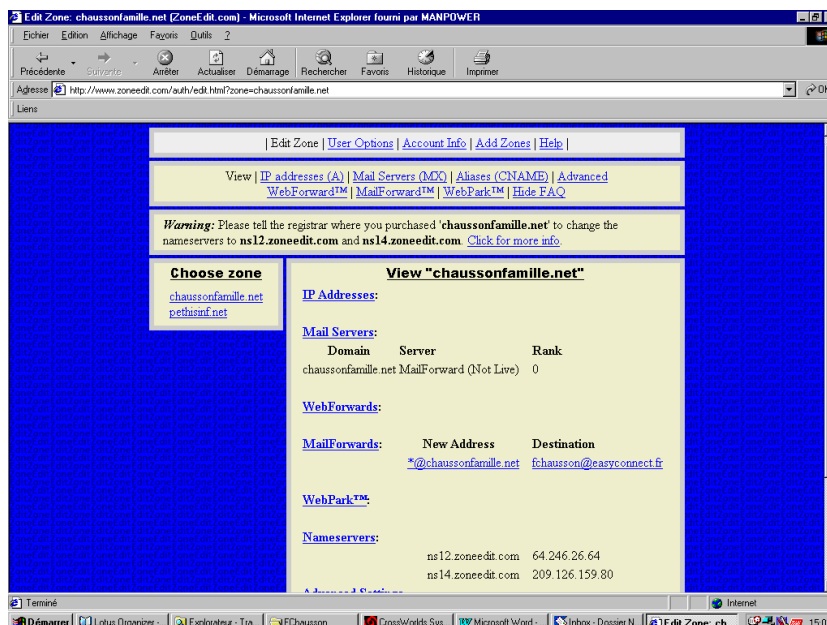 Edit Zone: chaussonfamille.net (ZoneEdit.com) - Microsoft Internet Explorer fourni par MANPOWER
Fichier Edition Affichage Favoris Outils ?
Précédente Suivante Arrêter Actualiser Démarrage Rechercher Favoris Historique Imprimer
Adresse http://www.zoneedit.com/auth/edit.html?zone=chaussonfamille.net OK
Liens
| Edit Zone | User Options | Account Info | Add Zones | Help |
View | IP addresses (A) | Mail Servers (MX) | Aliases (CNAME) | Advanced
WebForward™ | MailForward™ | WebPark™ | Hide FAQ
Warning: Please tell the registrar where you purchased 'chaussonfamille.net' to change the
nameservers to ns12.zoneedit.com and ns14.zoneedit.com. Click for more info.
Choose zone
chaussonfamille.net
pethisinf.net
View "chaussonfamille.net"
IP Addresses:
Mail Servers:
Domain Server Rank
chaussonfamille.net MailForward (Not Live) 0
WebForwards:
MailForwards: New Address Destination
*@chaussonfamille.net fchausson@easyconnect.fr
WebPark™:
Nameservers:
ns12.zoneedit.com 64.246.26.64
ns14.zoneedit.com 209.126.159.80
Advanced Settings
Terminé Internet
Démarrer Lotus Organizer - Explorateur - Tra... FChausson CrossWorlds Sys... Microsoft Word - Inbox - Dossier N... Edit Zone: ch... 15:0